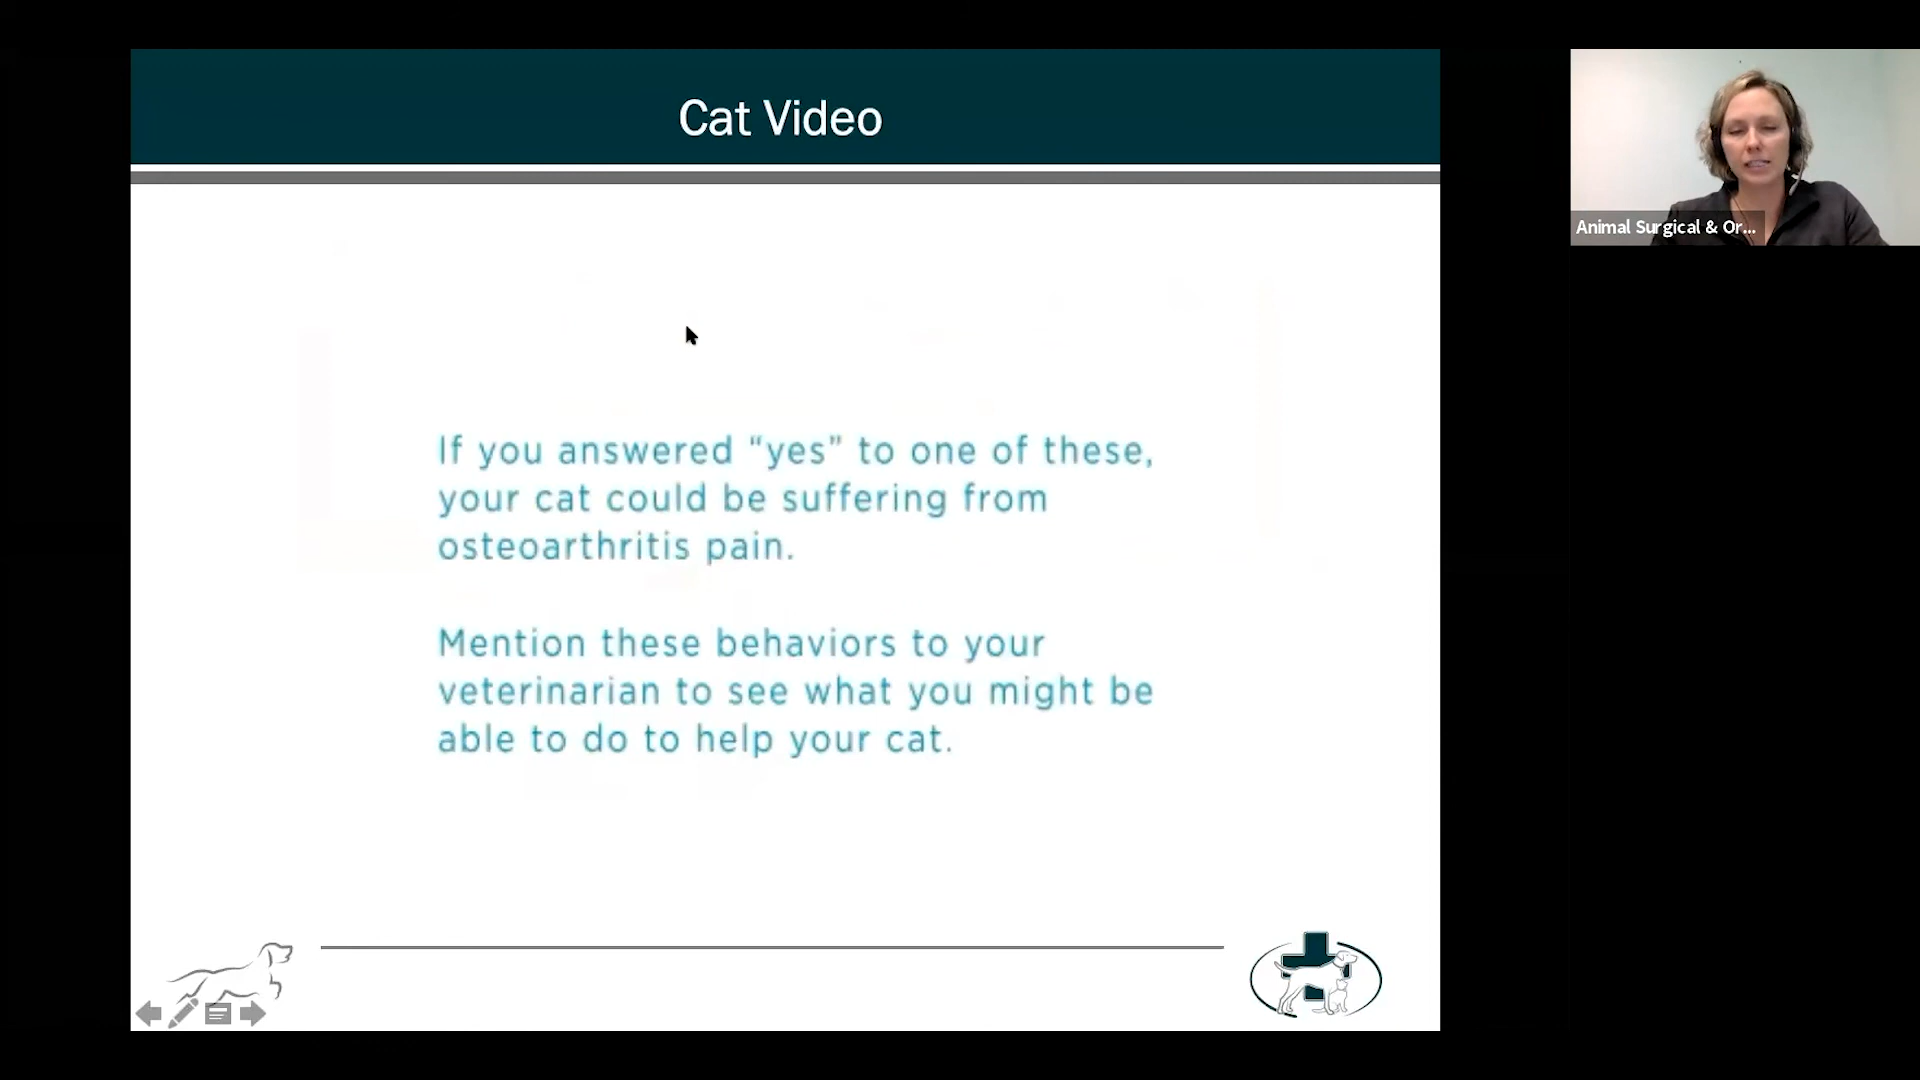 Cat Video
Animal Surgical & Or...
If you answered “yes” to one of these,
your cat could be suffering from
osteoarthritis pain.
Mention these behaviors to your
veterinarian to see what you might be
able to do to help your cat.